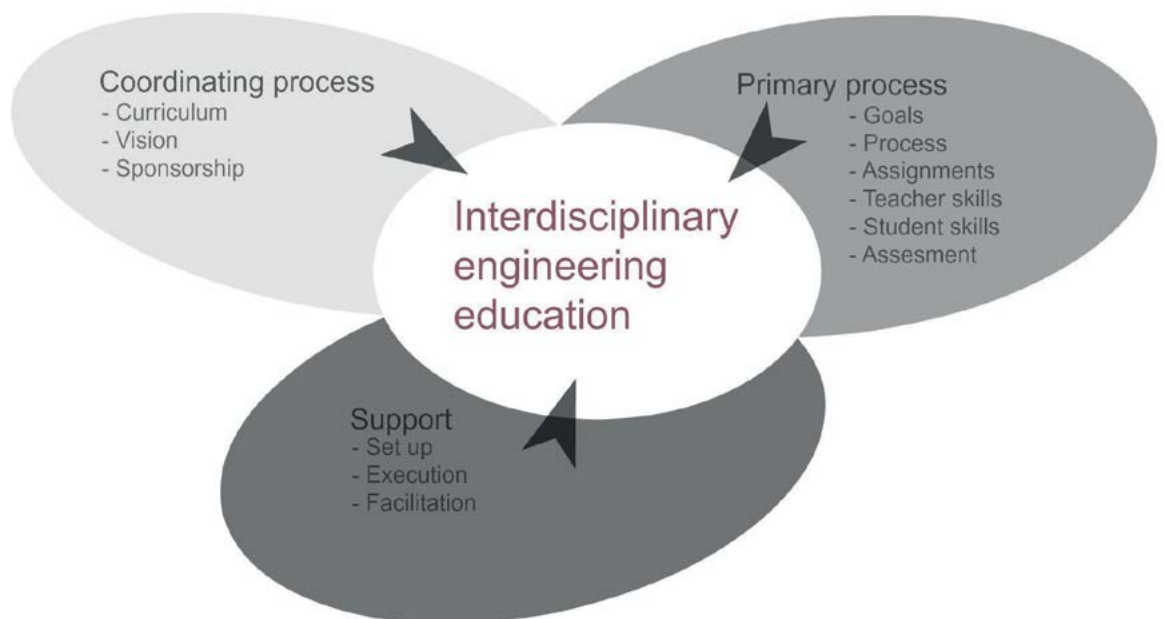 Coordinating process
- Curriculum
- Vision
- Sponsorship
Primary process
- Goals
- Process
- Assignments
- Teacher skills
- Student skills
- Assesment
Interdisciplinary
engineering
education
Support
- Set up
- Execution
- Facilitation